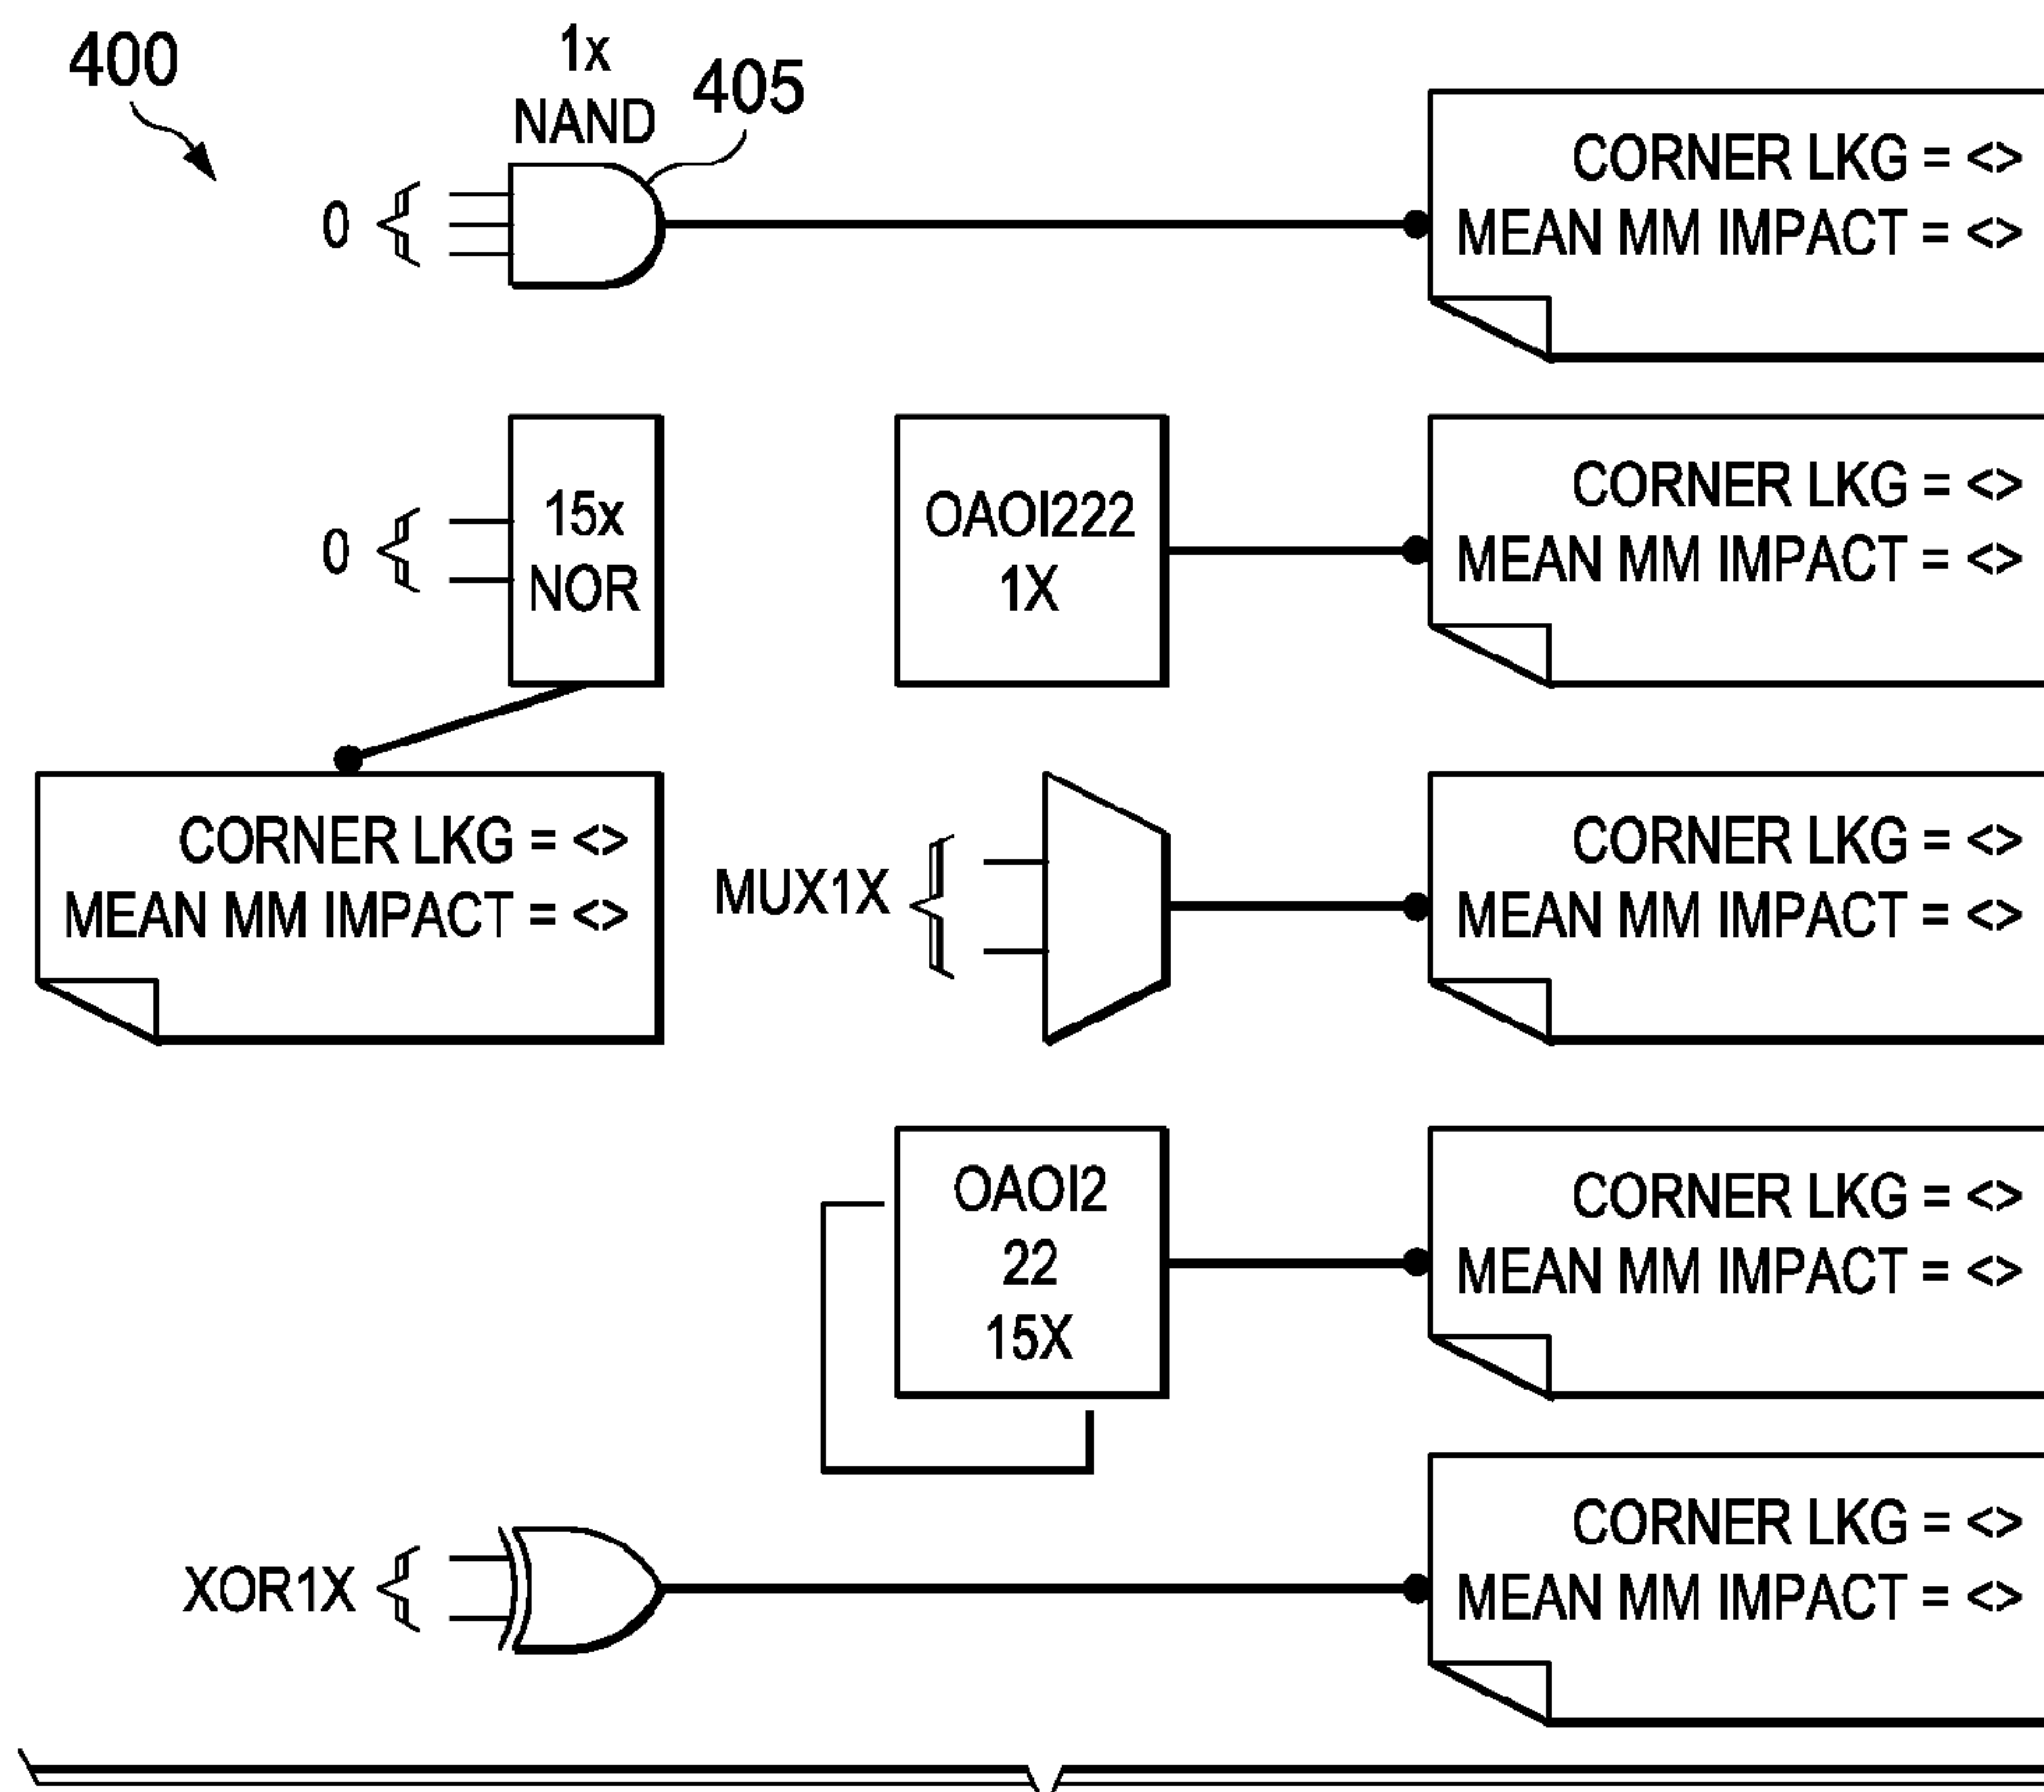 400
1x
NAND
405
0
CORNER LKG = <>
MEAN MM IMPACT = <>
0
15x
NOR
OAOI222
1X
CORNER LKG = <>
MEAN MM IMPACT = <>
CORNER LKG = <>
MEAN MM IMPACT = <>
MUX1X
CORNER LKG = <>
MEAN MM IMPACT = <>
OAOI2
22
15X
CORNER LKG = <>
MEAN MM IMPACT = <>
XOR1X
CORNER LKG = <>
MEAN MM IMPACT = <>